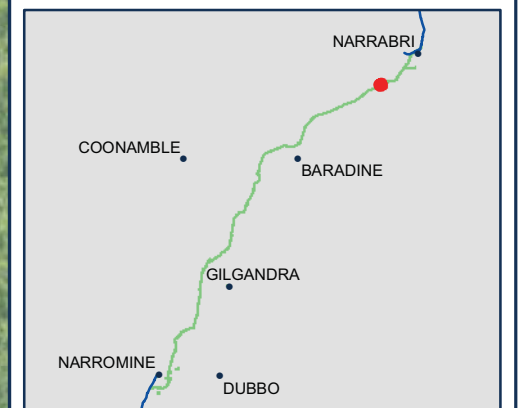 NARRABRI
COONAMBLE
BARADINE
GILGANDRA
NARROMINE
DUBBO